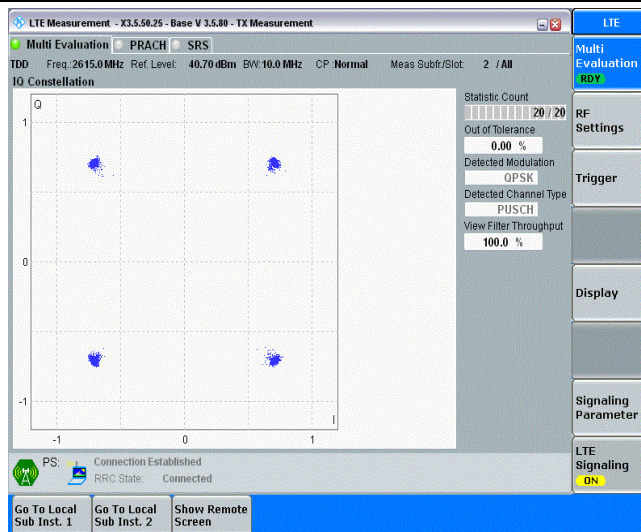 LTE Measurement - X3.5.50.25 - Base V 3.5.80 - TX Measurement
LTE
Multi Evaluation PRACH SRS
TDD Freq.:2615.0 MHz Ref. Level: 40.70 dBm BW:10.0 MHz CP :Normal Meas Subfr./Slot: 2 / All
IQ Constellation
Q
1
0
-1
I
-1 0 1
Statistic Count
20 / 20
Out of Tolerance
0.00 %
Detected Modulation
QPSK
Detected Channel Type
PUSCH
View Filter Throughput
100.0 %
Multi
Evaluation
RDY
RF
Settings
Trigger
Display
Signaling
Parameter
LTE
Signaling
ON
PS: Connection Established
RRC State: Connected
Go To Local
Sub Inst. 1
Go To Local
Sub Inst. 2
Show Remote
Screen